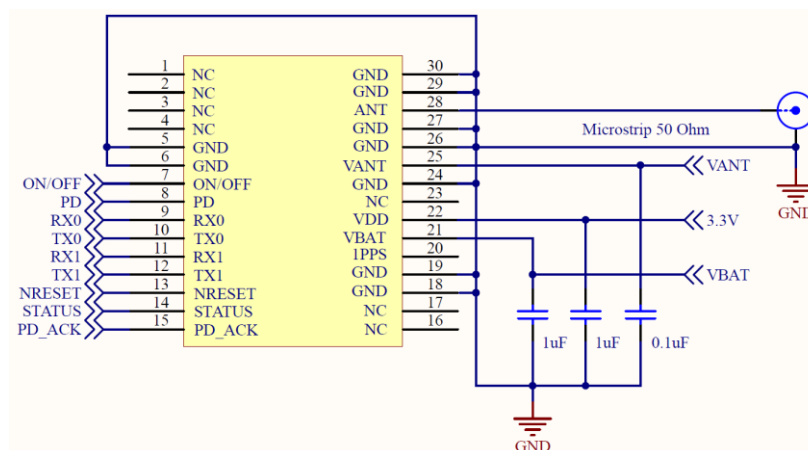 1 NC GND 30
2 NC GND 29
3 NC ANT 28
4 NC GND 27
5 GND GND 26
Microstrip 50 Ohm
6 GND VANT 25 VANT
ON/OFF 7 ON/OFF GND 24
GND
PD 8 PD NC 23
RX0 9 RX0 VDD 22 3.3V
TX0 10 TX0 VBAT 21
RX1 11 RX1 1PPS 20
TX1 12 TX1 GND 19 VBAT
NRESET 13 NRESET GND 18
STATUS 14 STATUS NC 17
PD_ACK 15 PD_ACK NC 16
1uF 1uF 0.1uF
GND